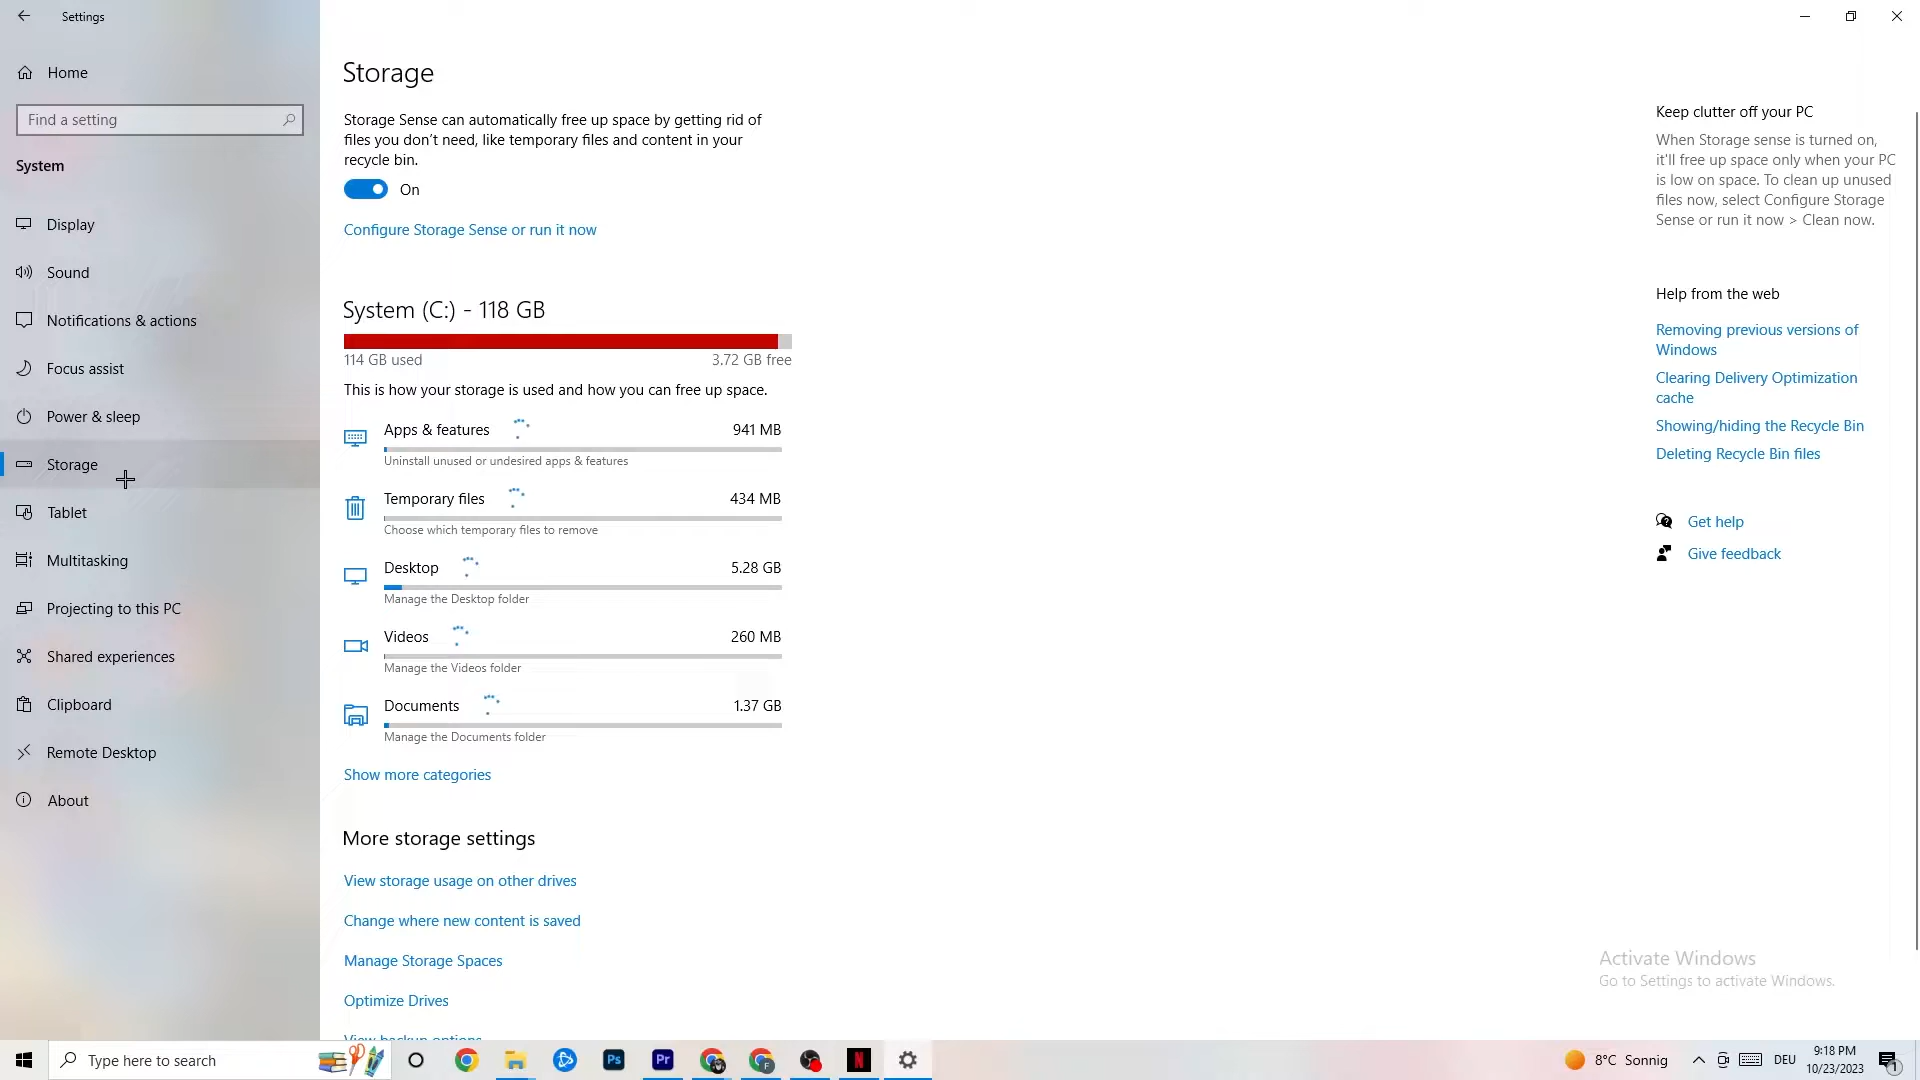 Settings
Home
Find a setting
System
Display
Sound
Notifications & actions
Focus assist
Power & sleep
Storage
Tablet
Multitasking
Projecting to this PC
Shared experiences
Clipboard
Remote Desktop
About
Storage
Storage Sense can automatically free up space by getting rid of
files you don’t need, like temporary files and content in your
recycle bin.
On
Configure Storage Sense or run it now
System (C:) - 118 GB
114 GB used
3.72 GB free
This is how your storage is used and how you can free up space.
Apps & features
941 MB
Uninstall unused or undesired apps & features
Temporary files
434 MB
Choose which temporary files to remove
Desktop
5.28 GB
Manage the Desktop folder
Videos
260 MB
Manage the Videos folder
Documents
1.37 GB
Manage the Documents folder
Show more categories
More storage settings
View storage usage on other drives
Change where new content is saved
Manage Storage Spaces
Optimize Drives
View backup options
Keep clutter off your PC
When Storage sense is turned on,
it'll free up space only when your PC
is low on space. To clean up unused
files now, select Configure Storage
Sense or run it now > Clean now.
Help from the web
Removing previous versions of
Windows
Clearing Delivery Optimization
cache
Showing/hiding the Recycle Bin
Deleting Recycle Bin files
Get help
Give feedback
Activate Windows
Go to Settings to activate Windows.
Type here to search
Ps
Pr
F
N
8°C Sonnig
DEU
9:18 PM
10/23/2023
1